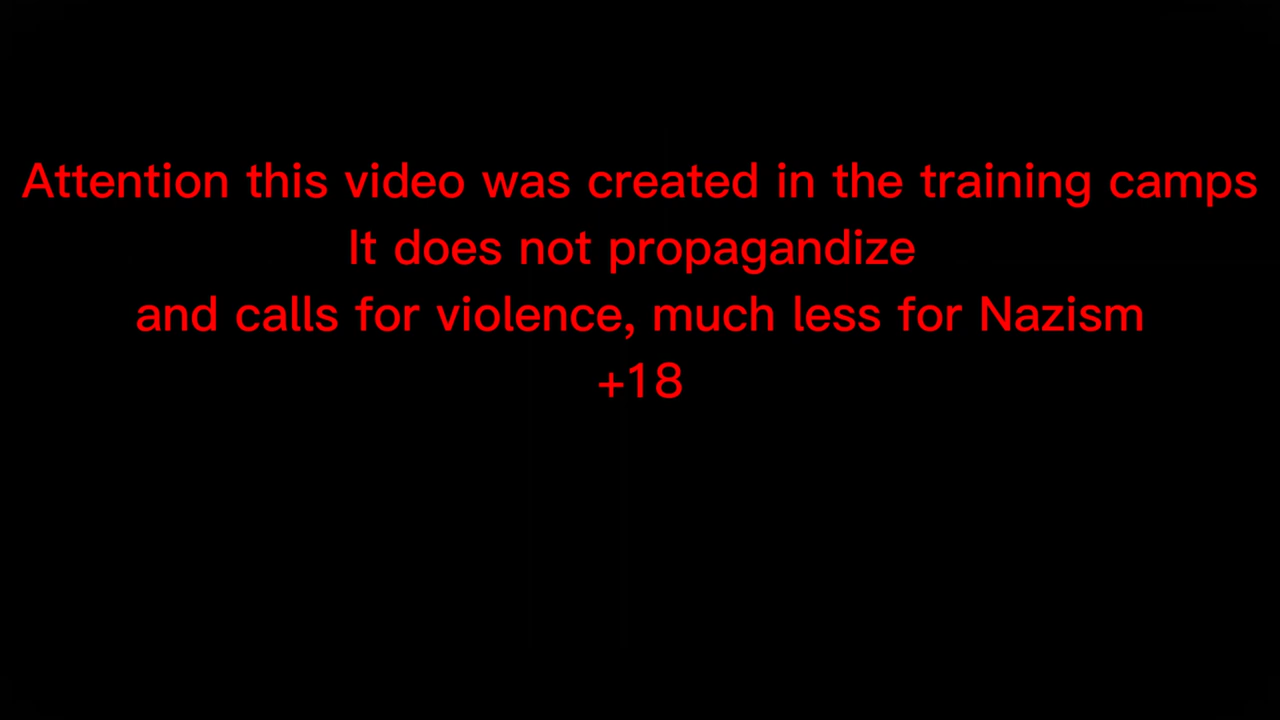 Attention this video was created in the training camps
It does not propagandize
and calls for violence, much less for Nazism
+18